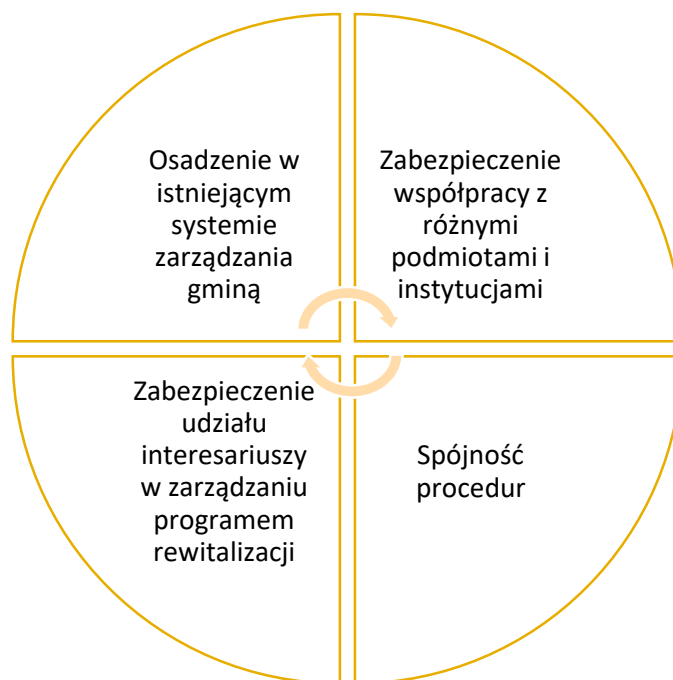 Osadzenie w
istniejącym
systemie
zarządzania
gminą
Zabezpieczenie
współpracy z
różnymi
podmiotami i
instytucjami
Zabezpieczenie
udziału
interesariuszy
w zarządzaniu
programem
rewitalizacji
Spójność
procedur